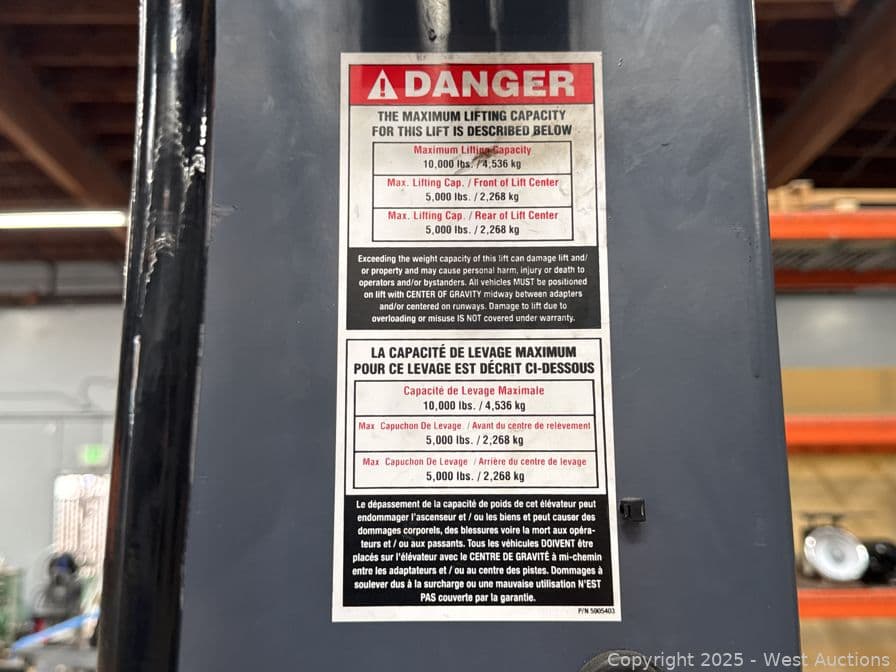 DANGER
THE MAXIMUM LIFTING CAPACITY
FOR THIS LIFT IS DESCRIBED BELOW
Maximum Lifting Capacity
10,000 lbs. / 4,536 kg
Max. Lifting Cap. / Front of Lift Center
5,000 lbs. / 2,268 kg
Max. Lifting Cap. / Rear of Lift Center
5,000 lbs. / 2,268 kg
Exceeding the weight capacity of this lift can damage lift and/
or property and may cause personal harm, injury or death to
operators and/or bystanders. All vehicles MUST be positioned
on lift with CENTER OF GRAVITY midway between adapters
and/or centered on runways. Damage to lift due to
overloading or misuse IS NOT covered under warranty.
LA CAPACITÉ DE LEVAGE MAXIMUM
POUR CE LEVAGE EST DÉCRIT CI-DESSOUS
Capacité de Levage Maximale
10,000 lbs. / 4,536 kg
Max Capuchon De Levage / Avant du centre de relèvement
5,000 lbs. / 2,268 kg
Max. Capuchon De Levage / Arrière du centre de levage
5,000 lbs. / 2,268 kg
Le dépassement de la capacité de poids de cet élévateur peut
endommager l'ascenseur et / ou les biens et peut causer des
dommages corporels, des blessures voire la mort aux opéra-
teurs et / ou aux passants. Tous les véhicules DOIVENT être
placés sur l'élévateur avec le CENTRE DE GRAVITÉ à mi-chemin
entre les adaptateurs et / ou au centre des pistes. Dommages à
soulever dus à la surcharge ou une mauvaise utilisation N'EST
PAS couverte par la garantie.
P/N 5905403
Copyright 2025 - West Auctions